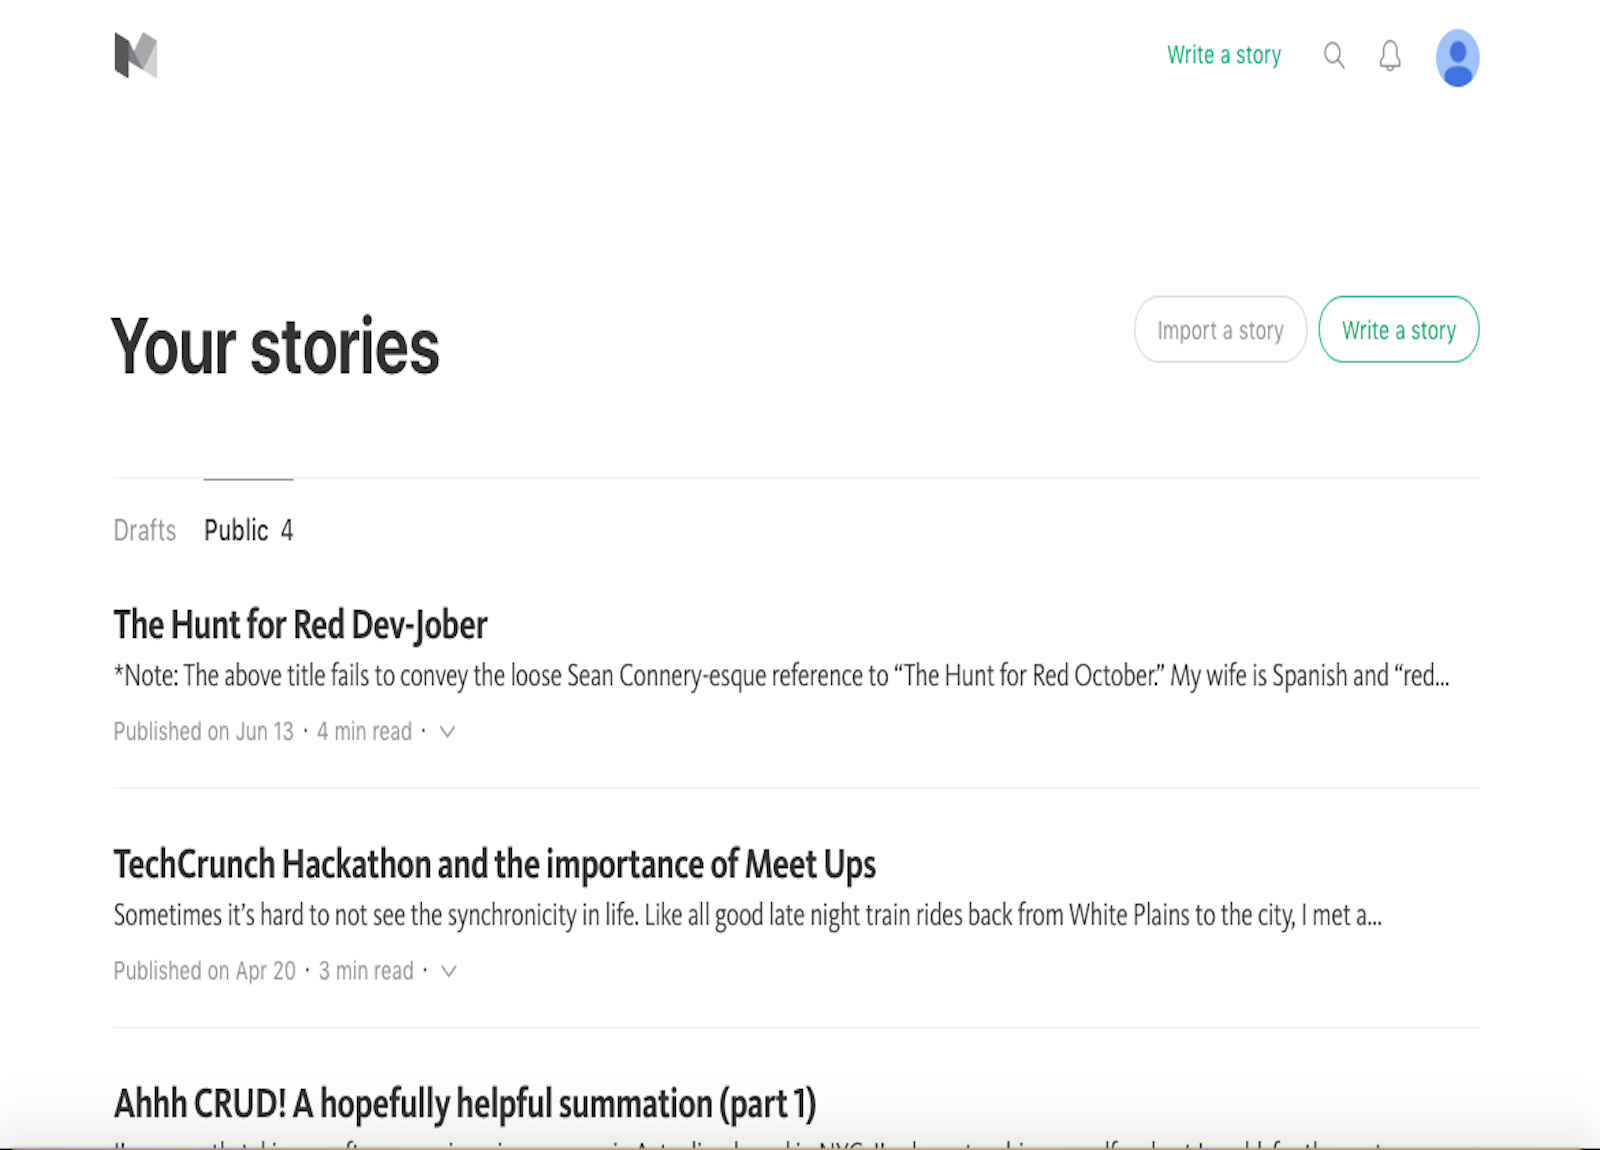 Write a story
Your stories
Import a story
Write a story
Drafts Public 4
The Hunt for Red Dev-Jober
*Note: The above title fails to convey the loose Sean Connery-esque reference to “The Hunt for Red October.” My wife is Spanish and “red...
Published on Jun 13 · 4 min read ·
TechCrunch Hackathon and the importance of Meet Ups
Sometimes it’s hard to not see the synchronicity in life. Like all good late night train rides back from White Plains to the city, I met a...
Published on Apr 20 · 3 min read ·
Ahhh CRUD! A hopefully helpful summation (part 1)